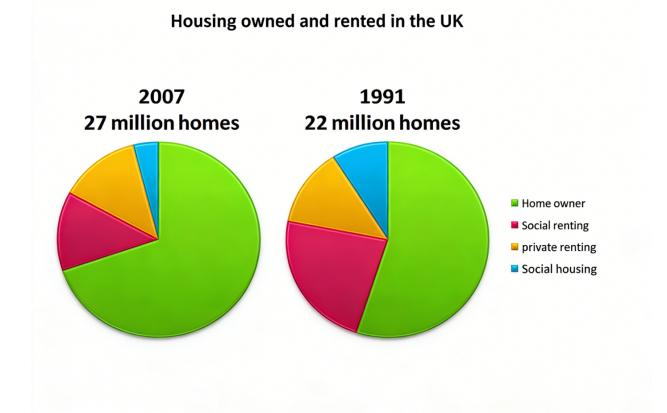 Housing owned and rented in the UK
2007
27 million homes
1991
22 million homes
Home owner
Social renting
private renting
Social housing